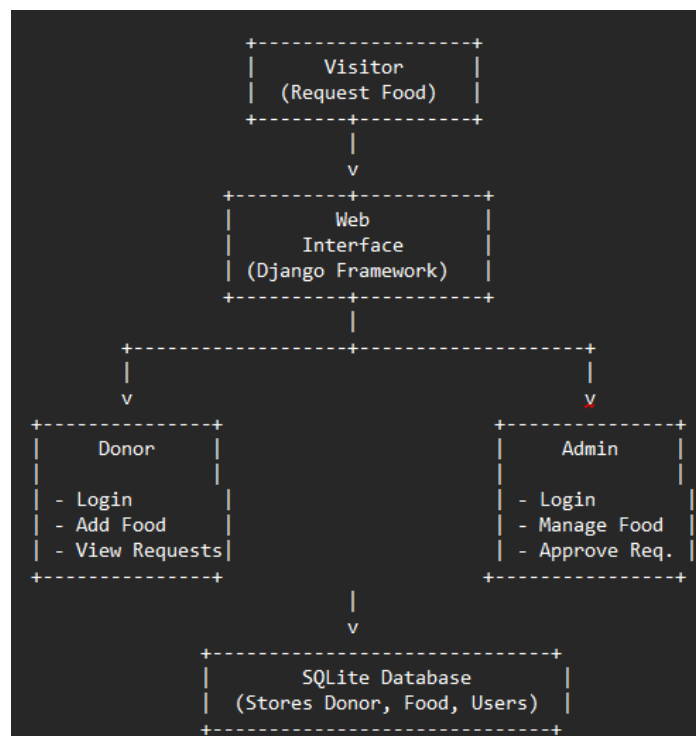 +--------------------+
|      Visitor      |
|  (Request Food)   |
+--------+----------+
|
v
+-----------+------------+
|         Web          |
|      Interface       |
| (Django Framework)   |
+----------+-----------+
|
+-------------------+--------------------+
|                                        |
v                                        v
+---------------+                        +---------------+
|     Donor     |                        |     Admin     |
|               |                        |               |
| - Login        |                       | - Login        |
| - Add Food     |                       | - Manage Food  |
| - View Requests|                       | - Approve Req. |
+---------------+                       +----------------+
|
v
+-----------------------------+
|        SQLite Database        |
|  (Stores Donor, Food, Users)  |
+-----------------------------+